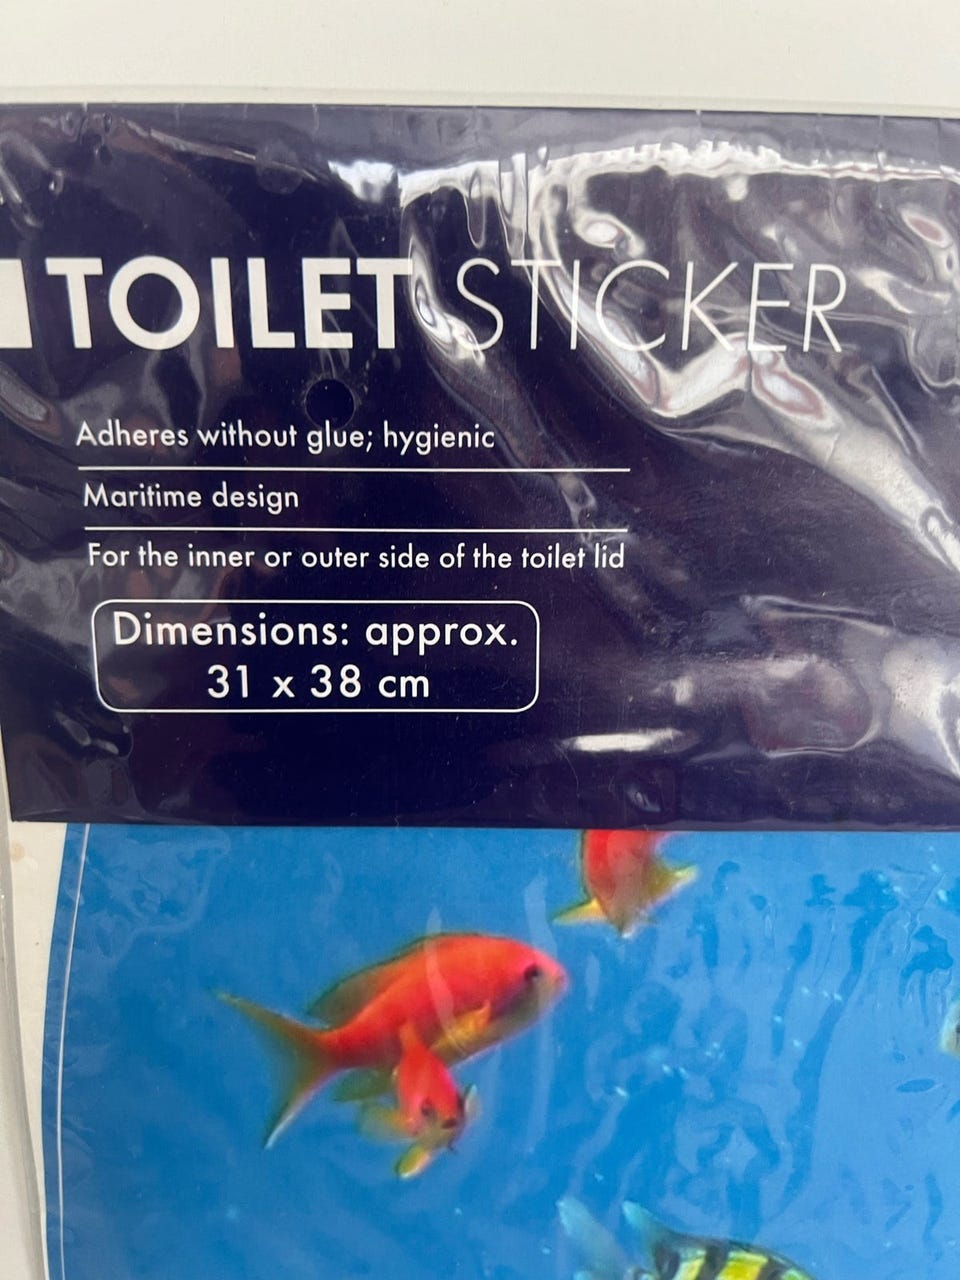 TOILET STICKER
Adheres without glue; hygienic
Maritime design
For the inner or outer side of the toilet lid
Dimensions: approx.
31 x 38 cm